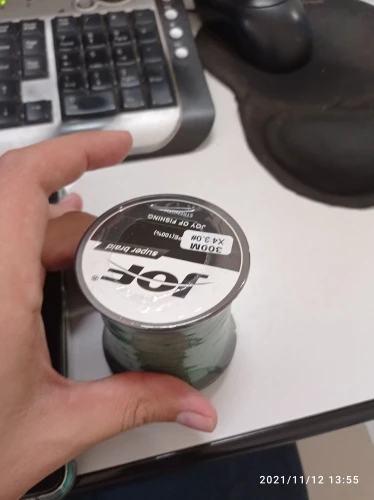 JOF®
super braid
PE(100%)
300M
X4 3.0#
JOY OF FISHING
2021/11/12 13:55